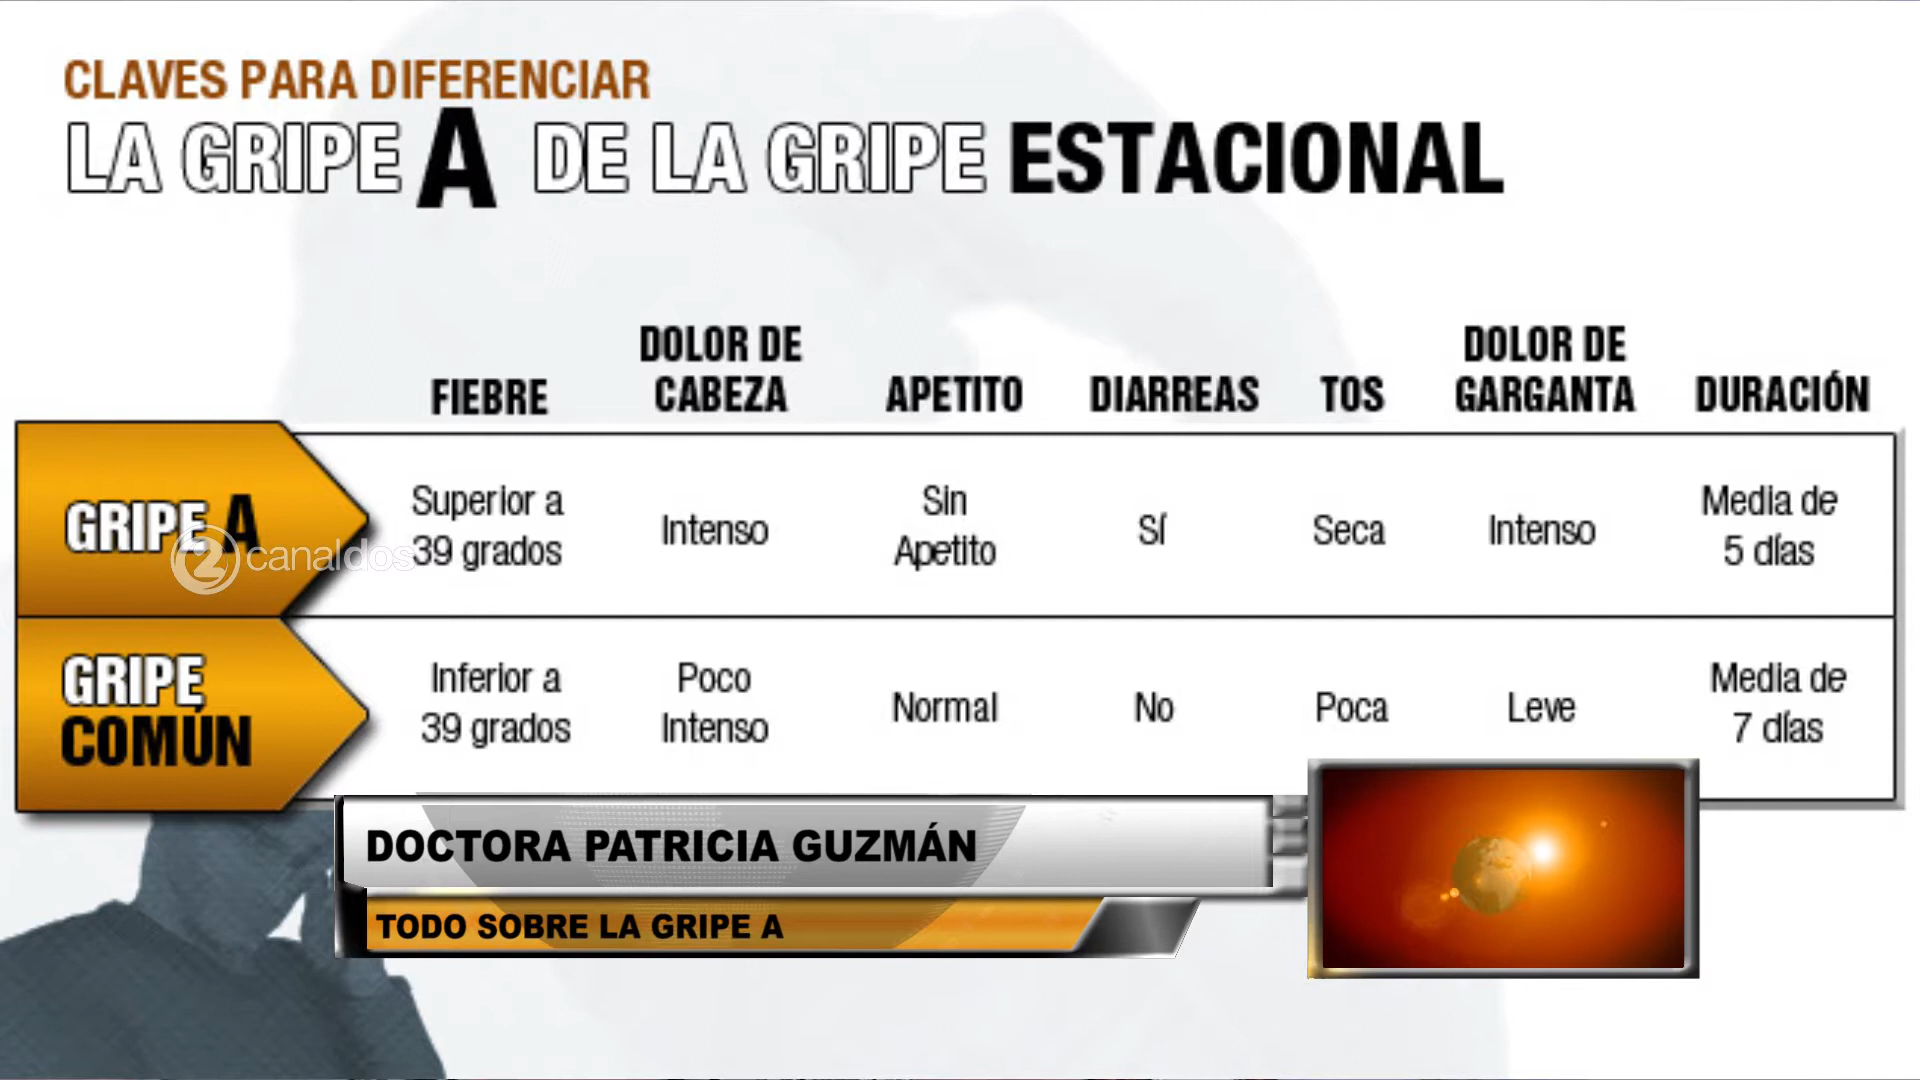 CLAVES PARA DIFERENCIAR
LA GRIPE A DE LA GRIPE ESTACIONAL
FIEBRE
DOLOR DE
CABEZA
APETITO
DIARREAS
TOS
DOLOR DE
GARGANTA
DURACIÓN
GRIPE A
Superior a
39 grados
Intenso
Sin
Apetito
Sí
Seca
Intenso
Media de
5 días
2 canaldos
GRIPE
COMÚN
Inferior a
39 grados
Poco
Intenso
Normal
No
Poca
Leve
Media de
7 días
DOCTORA PATRICIA GUZMÁN
TODO SOBRE LA GRIPE A